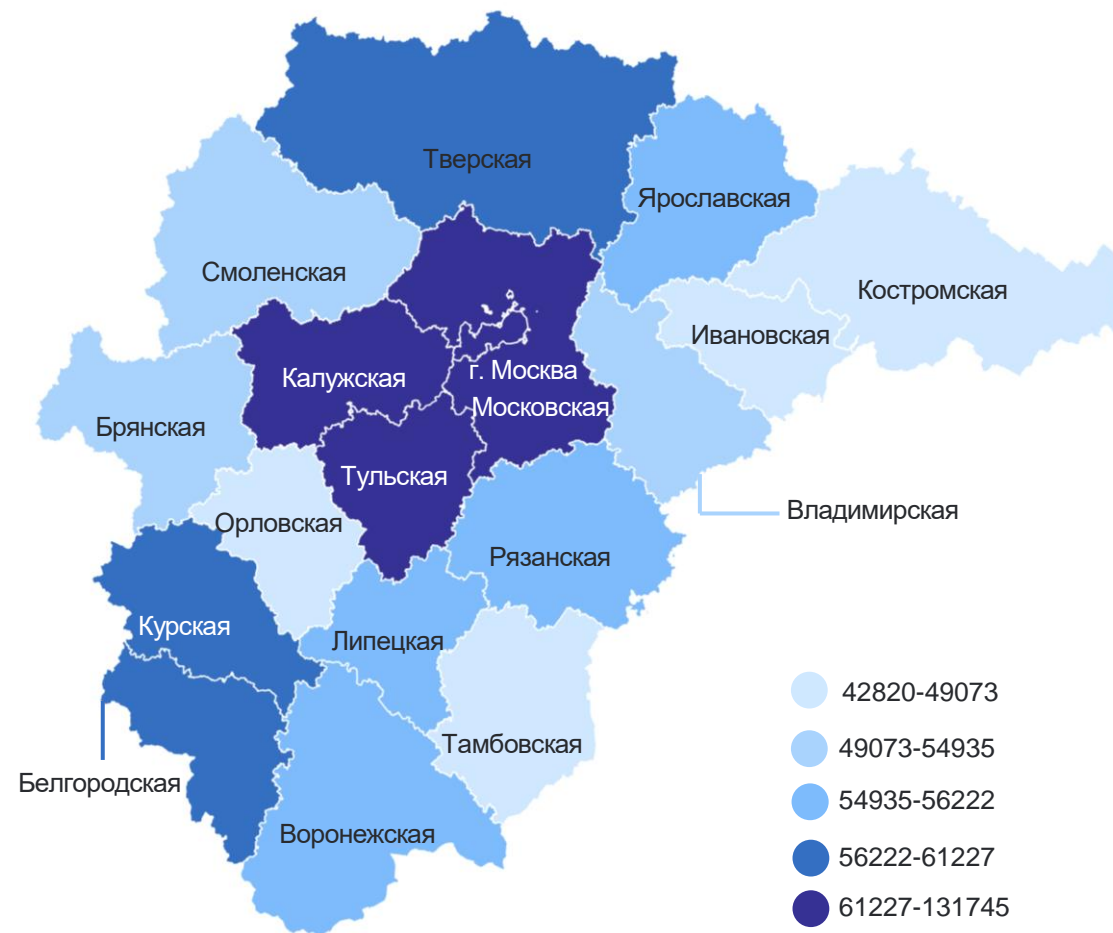 Тверская
Ярославская
Смоленская
Костромская
Ивановская
Калужская
г. Москва
Московская
Брянская
Тульская
Владимирская
Орловская
Рязанская
Курская
Липецкая
Тамбовская
Белгородская
Воронежская
42820-49073
49073-54935
54935-56222
56222-61227
61227-131745